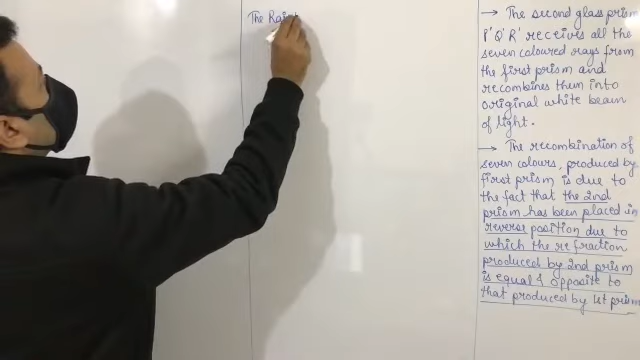 The Rain
→ The second glass prism
P'Q'R' receives all the
seven coloured rays from
the first prism and
recombines them into
original white beam
of light.
→ The recombination of
seven colours, produced by
first prism is due to
the fact that the 2nd
prism has been placed in
reverse position due to
which the refraction
produced by 2nd prism
is equal & opposite to
that produced by 1st prism